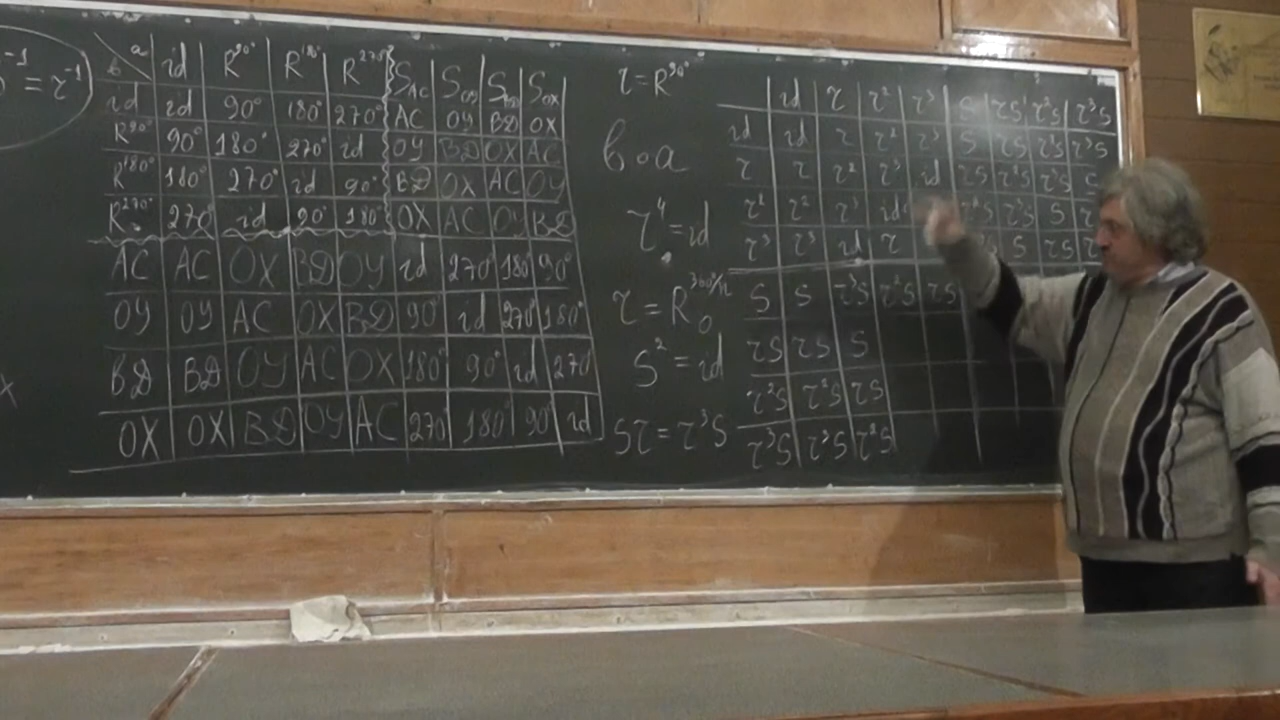 ⁻¹ = τ⁻¹
a id R⁹⁰° R¹⁸⁰° R²⁷⁰° S_AC S_OY S_BD S_OX
b
id id 90° 180° 270° AC OY BD OX
R⁹⁰° 90° 180° 270° id OY BD OX AC
R¹⁸⁰° 180° 270° id 90° BD OX AC OY
R²⁷⁰° 270° id 90° 180° OX AC OY BD
AC AC OX BD OY id 270° 180° 90°
OY OY AC OX BD 90° id 270° 180°
BD BD OY AC OX 180° 90° id 270
OX OX BD OY AC 270° 180° 90° id
τ = R⁹⁰°
b∘a
τ⁴ = id
τ = R_O^360°/n
S² = id
Sτ = τ³S
id τ τ² τ³ S τS τ²S τ³S
id id τ τ² τ³ S τS τ²S τ³S
τ τ τ² τ³ id τS τ²S τ³S S
τ² τ² τ³ id τ²S τ³S S
τ³ τ³ id τ S τS
S S τ³S τ²S τS
τS τS S
τ²S τ²S τS
τ³S τ³S τ²S